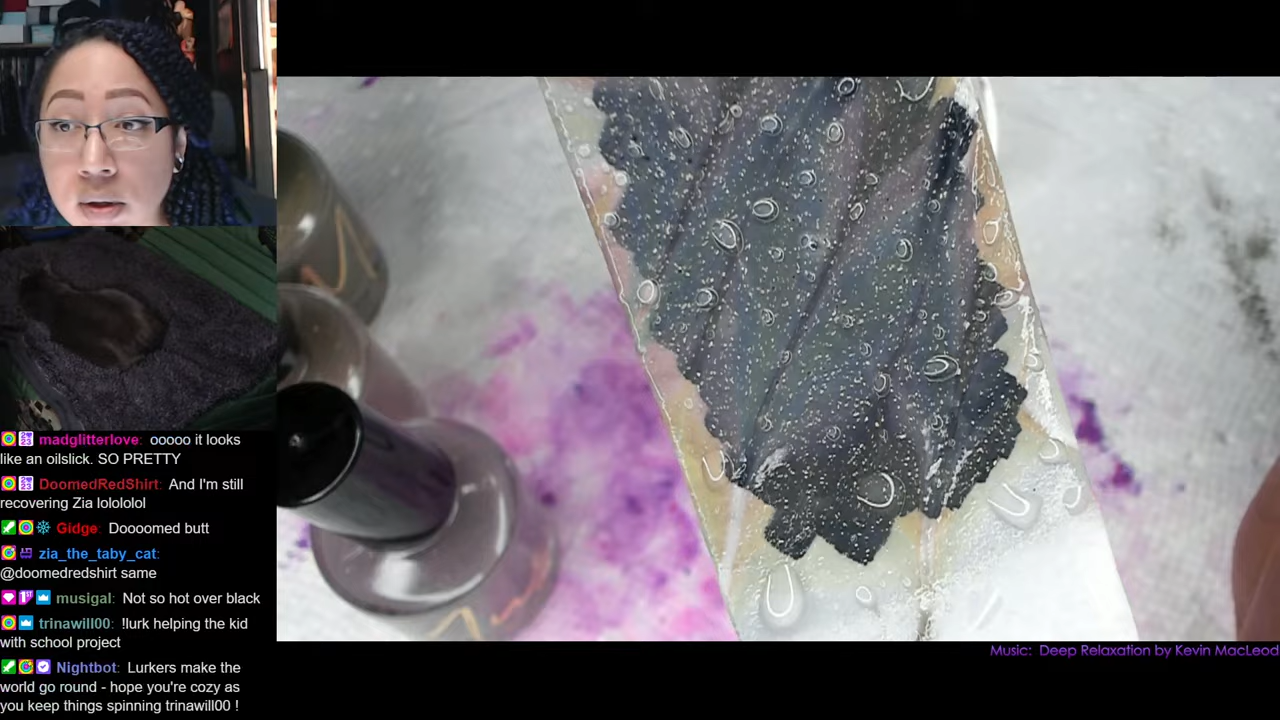 madglitterlove: ooooo it looks
like an oilslick. SO PRETTY
DoomedRedShirt: And I'm still
recovering Zia lolololol
Gidge: Doooomed butt
zia_the_taby_cat:
@doomedredshirt same
musigal: Not so hot over black
trinawill00: !lurk helping the kid
with school project
Nightbot: Lurkers make the
world go round - hope you're cozy as
you keep things spinning trinawill00 !
Music: Deep Relaxation by Kevin MacLeod